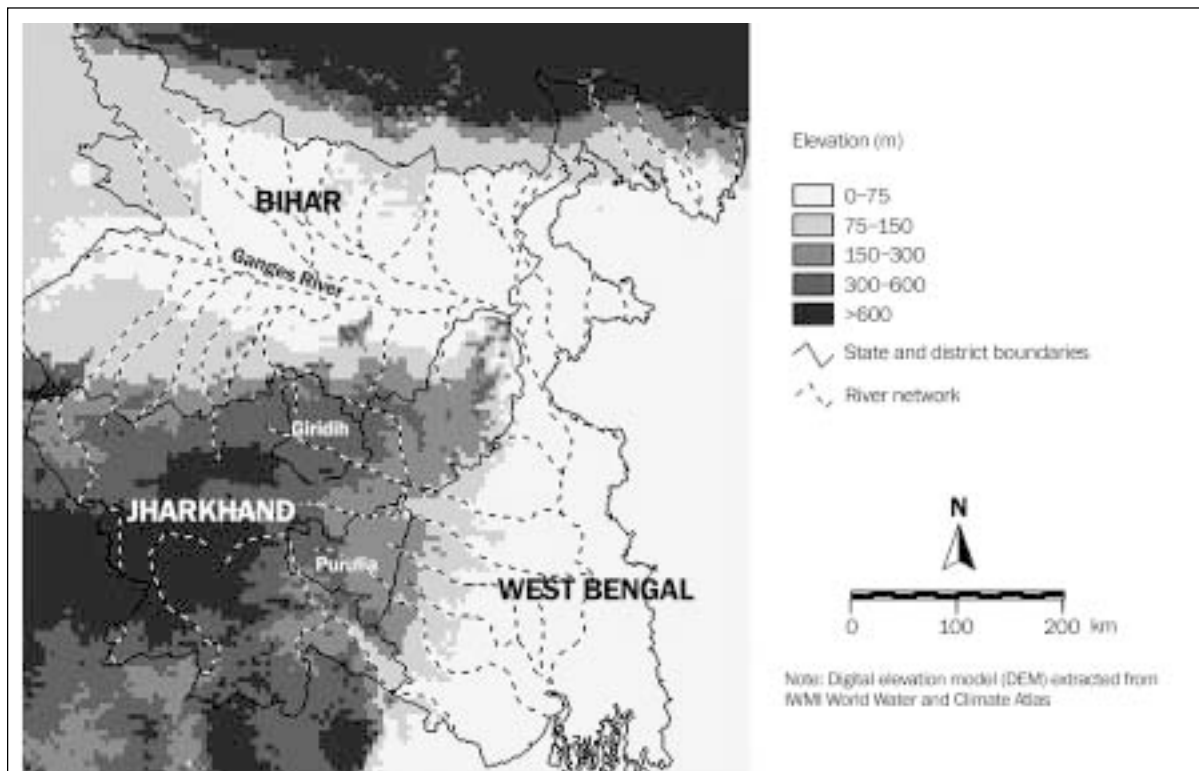 BIHAR
Ganges River
Giridih
JHARKHAND
Purulia
WEST BENGAL
Elevation (m)
0–75
75–150
150–300
300–600
>600
State and district boundaries
River network
N
0 100 200 km
Note: Digital elevation model (DEM) extracted from
IWMI World Water and Climate Atlas